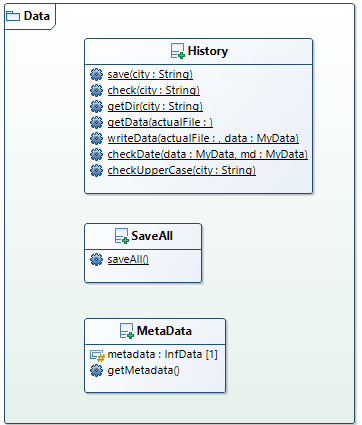 Data
History
save(city : String)
check(city : String)
getDir(city : String)
getData(actualFile : )
writeData(actualFile : , data : MyData)
checkDate(data : MyData, md : MyData)
checkUpperCase(city : String)
SaveAll
saveAll()
MetaData
metadata : InfData [1]
getMetadata()